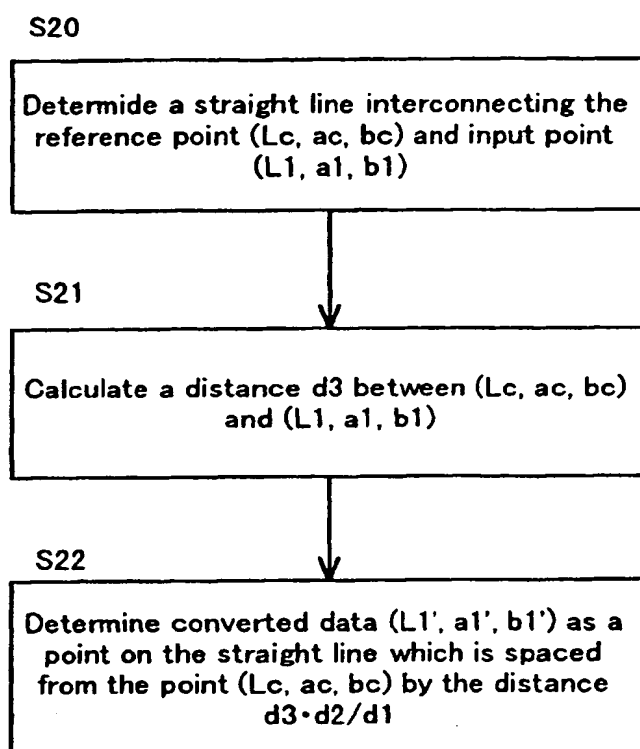 S20
Determide a straight line interconnecting the
reference point (Lc, ac, bc) and input point
(L1, a1, b1)
S21
Calculate a distance d3 between (Lc, ac, bc)
and (L1, a1, b1)
S22
Determine converted data (L1', a1', b1') as a
point on the straight line which is spaced
from the point (Lc, ac, bc) by the distance
d3·d2/d1